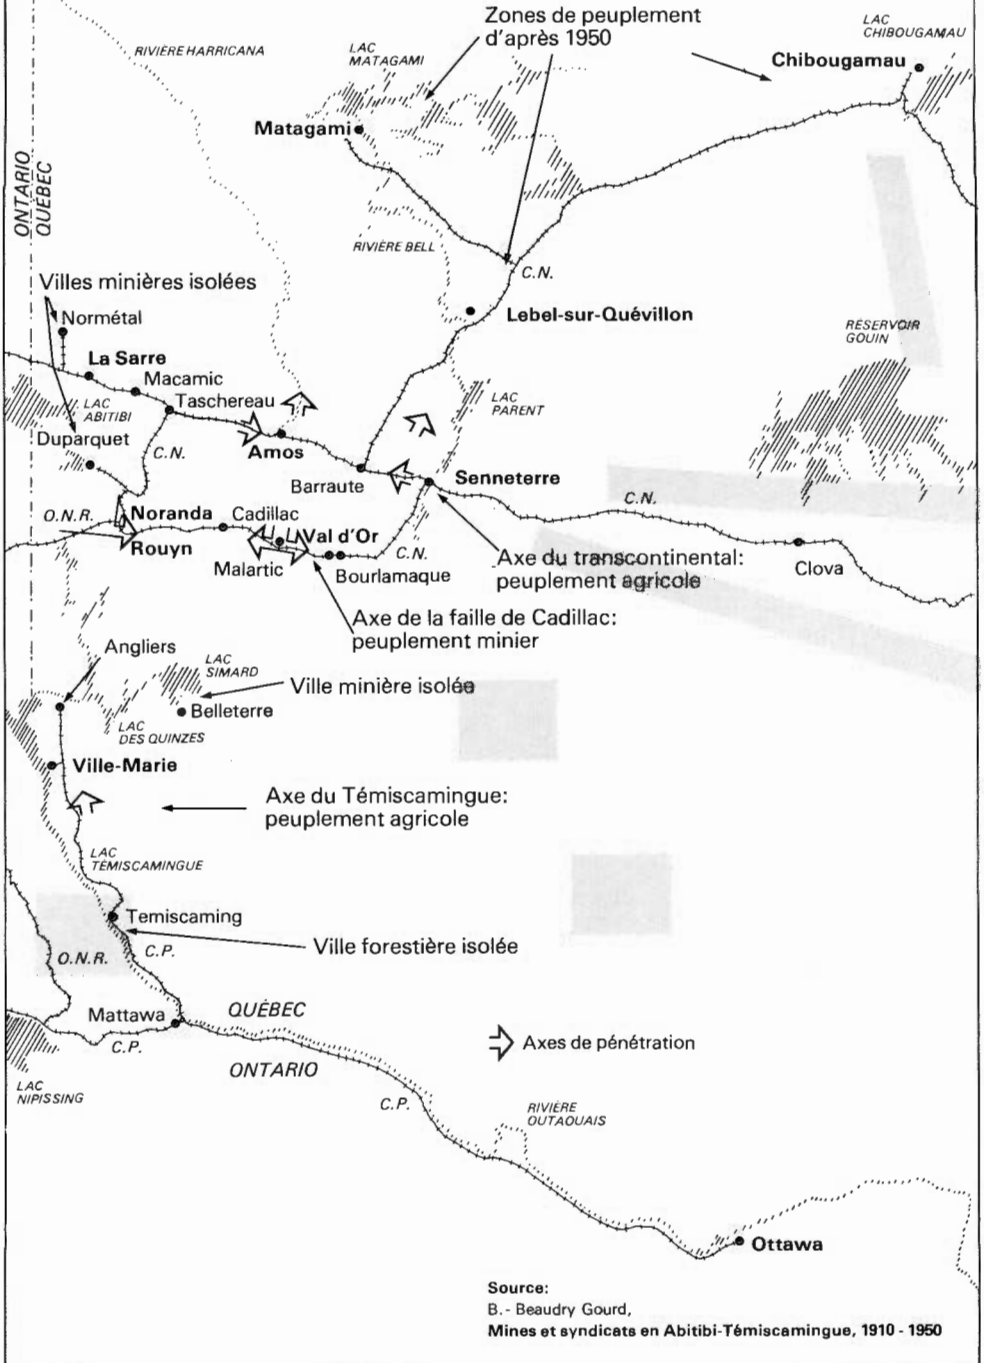 Zones de peuplement
d'après 1950
LAC
CHIBOUGAMAU
RIVIÈRE HARRICANA
LAC
MATAGAMI
Chibougamau
Matagami
ONTARIO
QUÉBEC
RIVIÈRE BELL
C.N.
Villes minières isolées
Normétal
Lebel-sur-Quévillon
RÉSERVOIR
GOUIN
La Sarre
Macamic
Taschereau
LAC
ABITIBI
LAC
PARENT
Duparquet
C.N.
Amos
Barraute
Senneterre
C.N.
O.N.R.
Noranda
Cadillac
Rouyn
Val d'Or
Malartic
Bourlamaque
C.N.
Axe du transcontinental:
peuplement agricole
Clova
Axe de la faille de Cadillac:
peuplement minier
Angliers
LAC
SIMARD
Ville minière isolée
Belleterre
LAC
DES QUINZES
Ville-Marie
Axe du Témiscamingue:
peuplement agricole
LAC
TÉMISCAMINGUE
Temiscaming
Ville forestière isolée
O.N.R.
C.P.
Mattawa
QUÉBEC
C.P.
ONTARIO
Axes de pénétration
LAC
NIPISSING
C.P.
RIVIÈRE
OUTAOUAIS
Ottawa
Source:
B.- Beaudry Gourd,
Mines et syndicats en Abitibi-Témiscamingue, 1910 - 1950